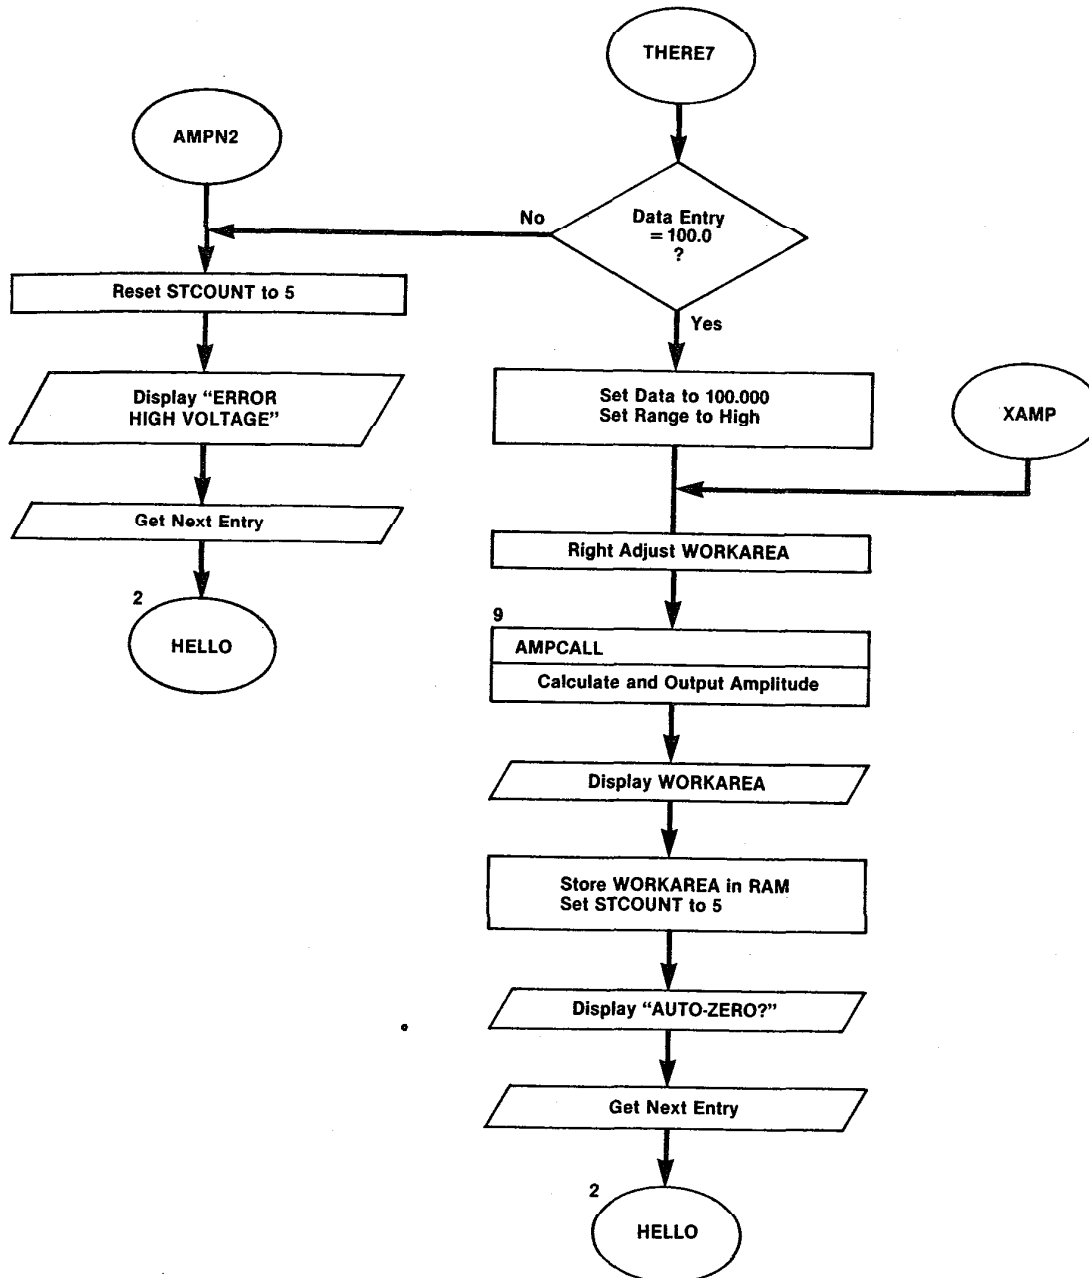 THERE7
AMPN2
No
Data Entry
= 100.0
?
Reset STCOUNT to 5
Yes
Display “ERROR
HIGH VOLTAGE”
Set Data to 100.000
Set Range to High
XAMP
Get Next Entry
Right Adjust WORKAREA
2
HELLO
9
AMPCALL
Calculate and Output Amplitude
Display WORKAREA
Store WORKAREA in RAM
Set STCOUNT to 5
Display “AUTO-ZERO?”
Get Next Entry
2
HELLO